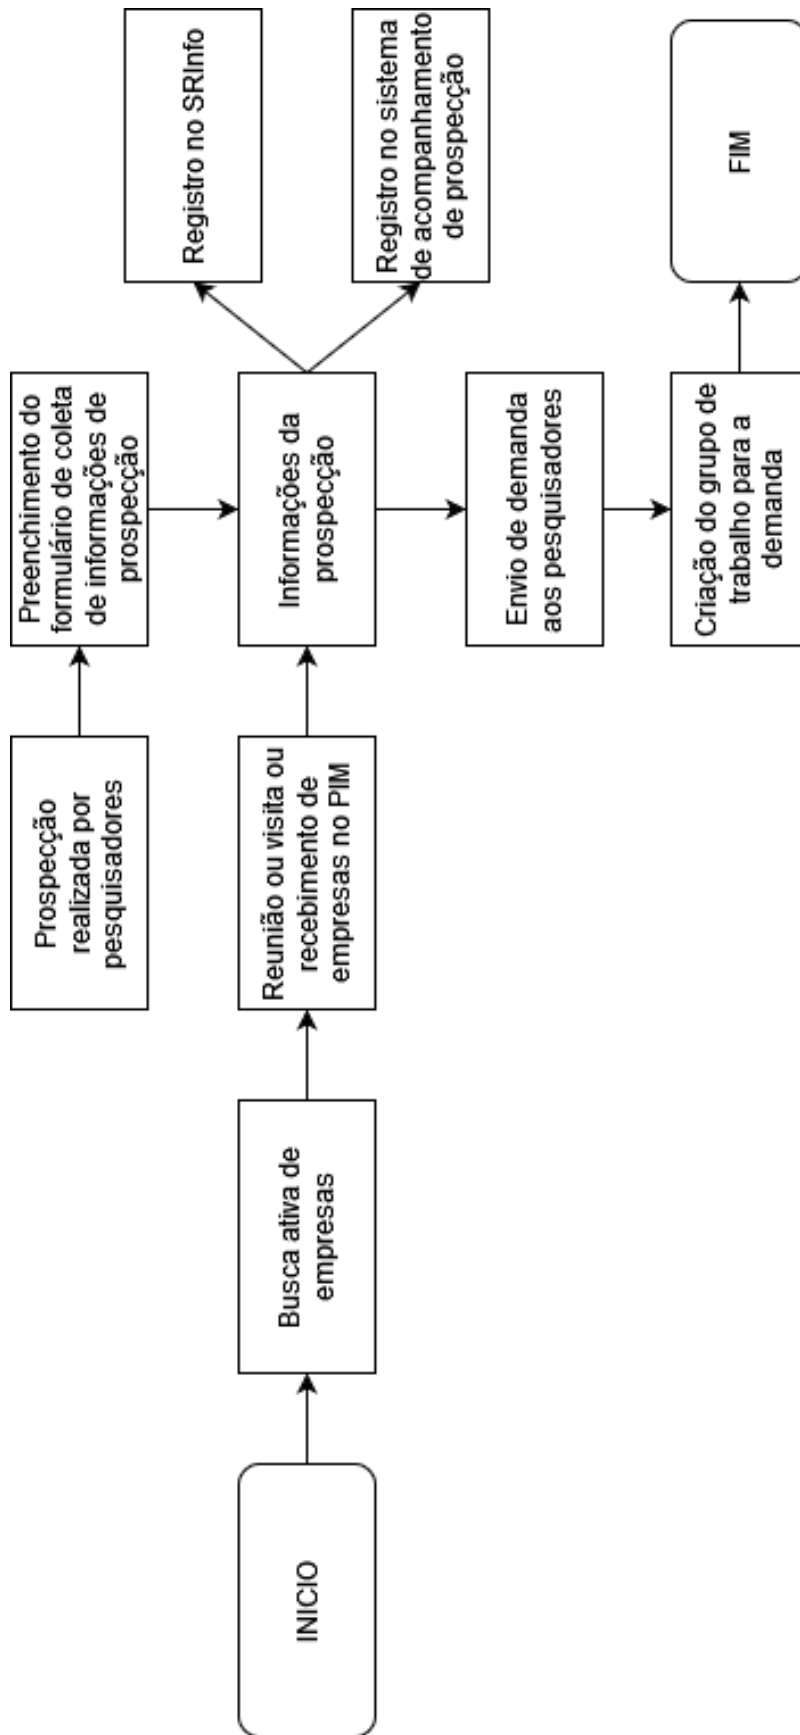 INICIO
Busca ativa de
empresas
Reunião ou visita ou
recebimento de
empresas no PIM
Prospecção
realizada por
pesquisadores
Preenchimento do
formulário de coleta
de informações de
prospecção
Informações da
prospecção
Registro no SRInfo
Registro no sistema
de acompanhamento
de prospecção
Envio de demanda
aos pesquisadores
Criação do grupo de
trabalho para a
demanda
FIM